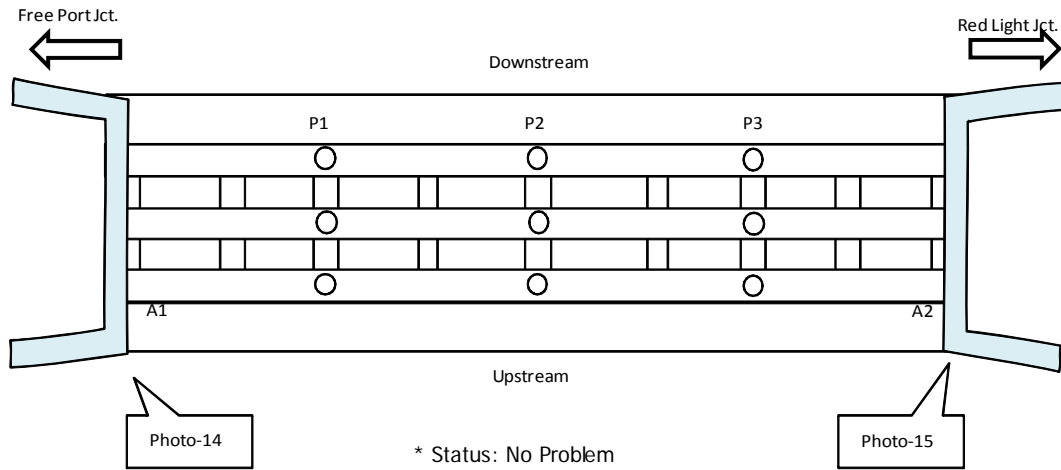 Free Port Jct.
Red Light Jct.
Downstream
P1 P2 P3
A1 A2
Upstream
Photo-14
Photo-15
* Status: No Problem